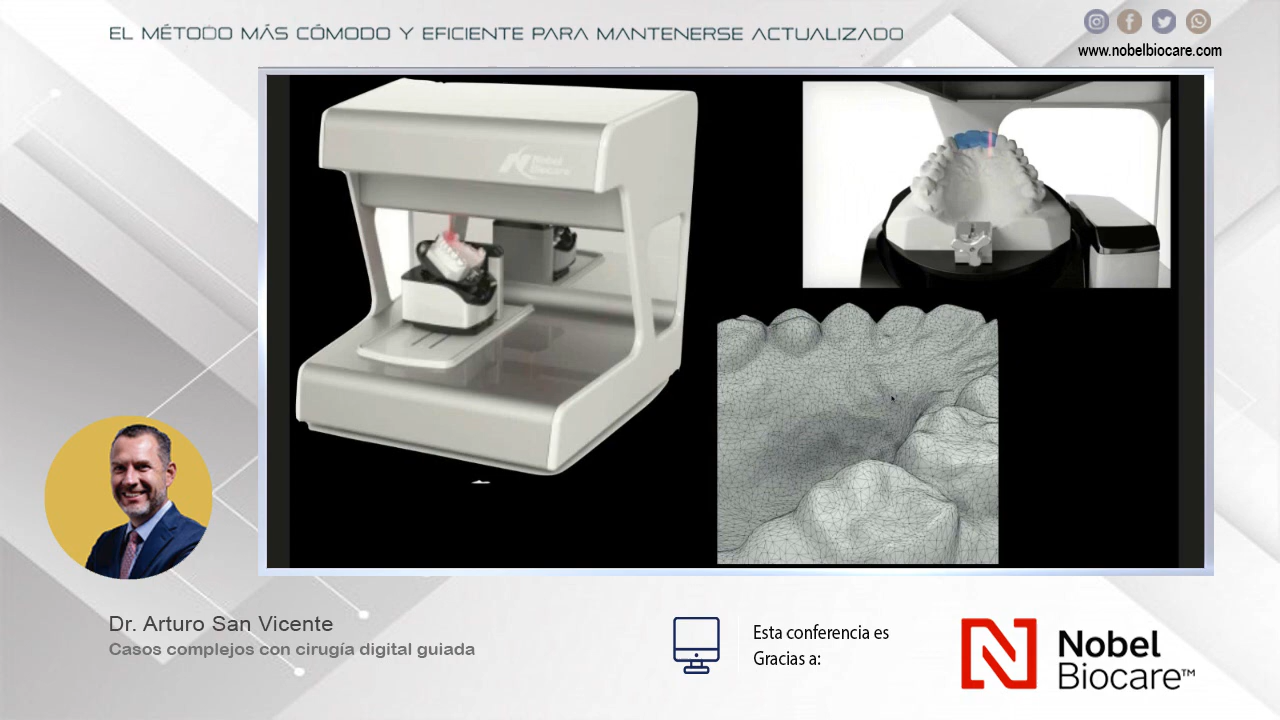 EL MÉTODO MÁS CÓMODO Y EFICIENTE PARA MANTENERSE ACTUALIZADO
www.nobelbiocare.com
Nobel
Biocare
Dr. Arturo San Vicente
Casos complejos con cirugía digital guiada
Esta conferencia es
Gracias a:
Nobel
Biocare™